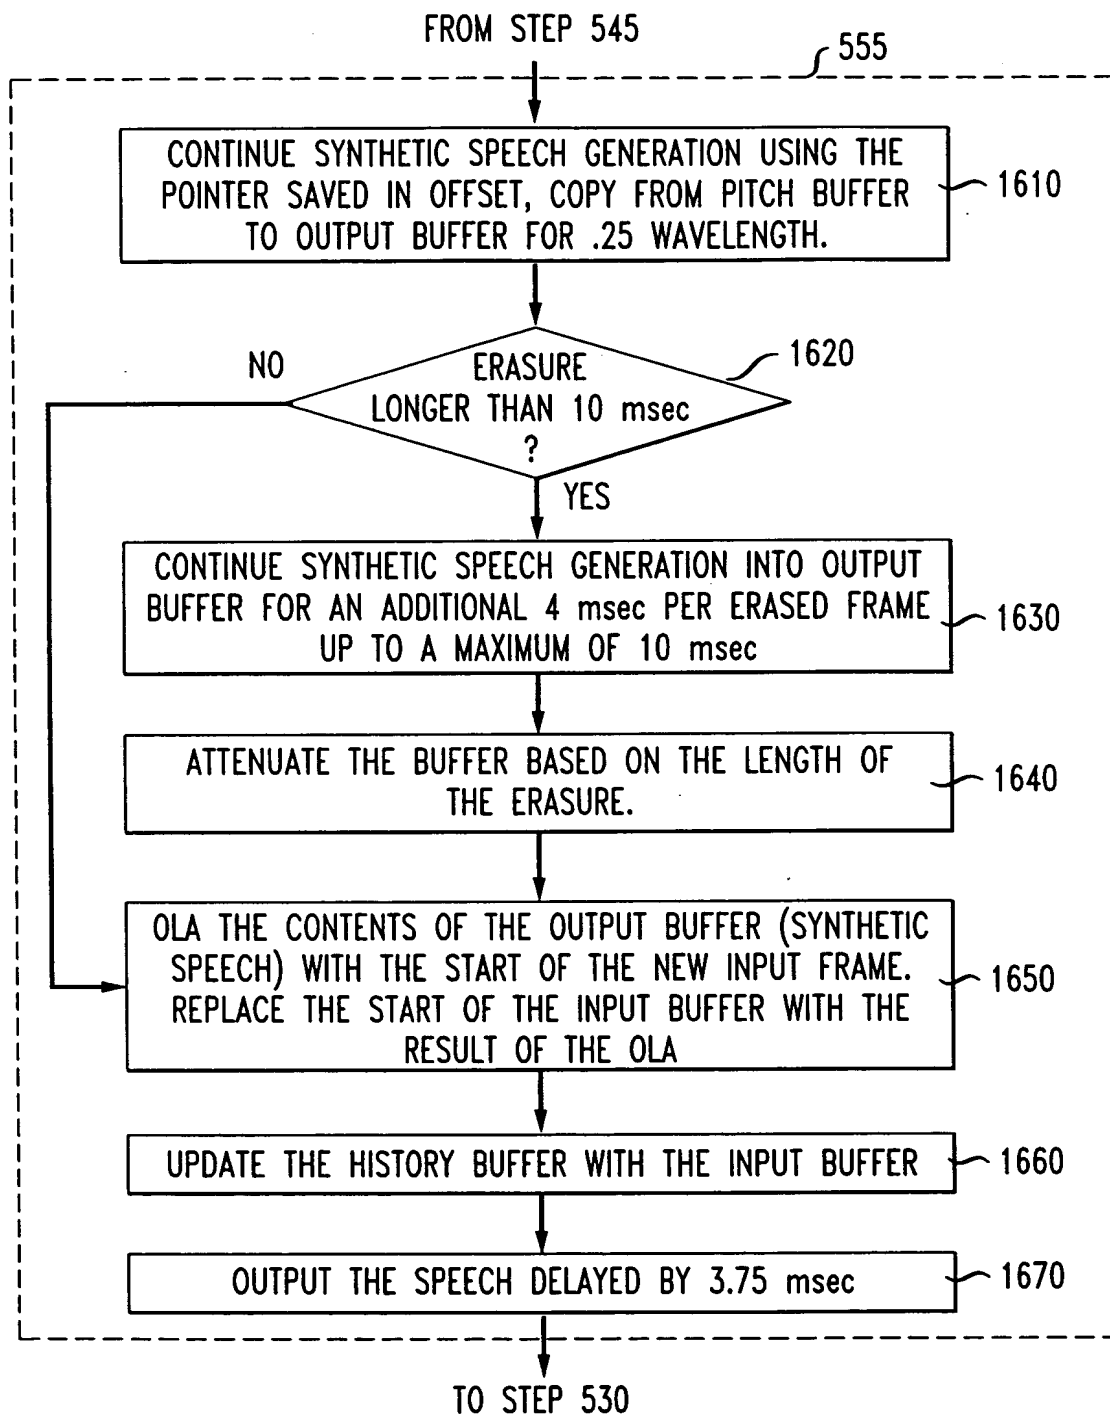 FROM STEP 545
555
CONTINUE SYNTHETIC SPEECH GENERATION USING THE
POINTER SAVED IN OFFSET, COPY FROM PITCH BUFFER
TO OUTPUT BUFFER FOR .25 WAVELENGTH.
1610
NO
ERASURE
LONGER THAN 10 msec
?
1620
YES
CONTINUE SYNTHETIC SPEECH GENERATION INTO OUTPUT
BUFFER FOR AN ADDITIONAL 4 msec PER ERASED FRAME
UP TO A MAXIMUM OF 10 msec
1630
ATTENUATE THE BUFFER BASED ON THE LENGTH OF
THE ERASURE.
1640
OLA THE CONTENTS OF THE OUTPUT BUFFER (SYNTHETIC
SPEECH) WITH THE START OF THE NEW INPUT FRAME.
REPLACE THE START OF THE INPUT BUFFER WITH THE
RESULT OF THE OLA
1650
UPDATE THE HISTORY BUFFER WITH THE INPUT BUFFER
1660
OUTPUT THE SPEECH DELAYED BY 3.75 msec
1670
TO STEP 530